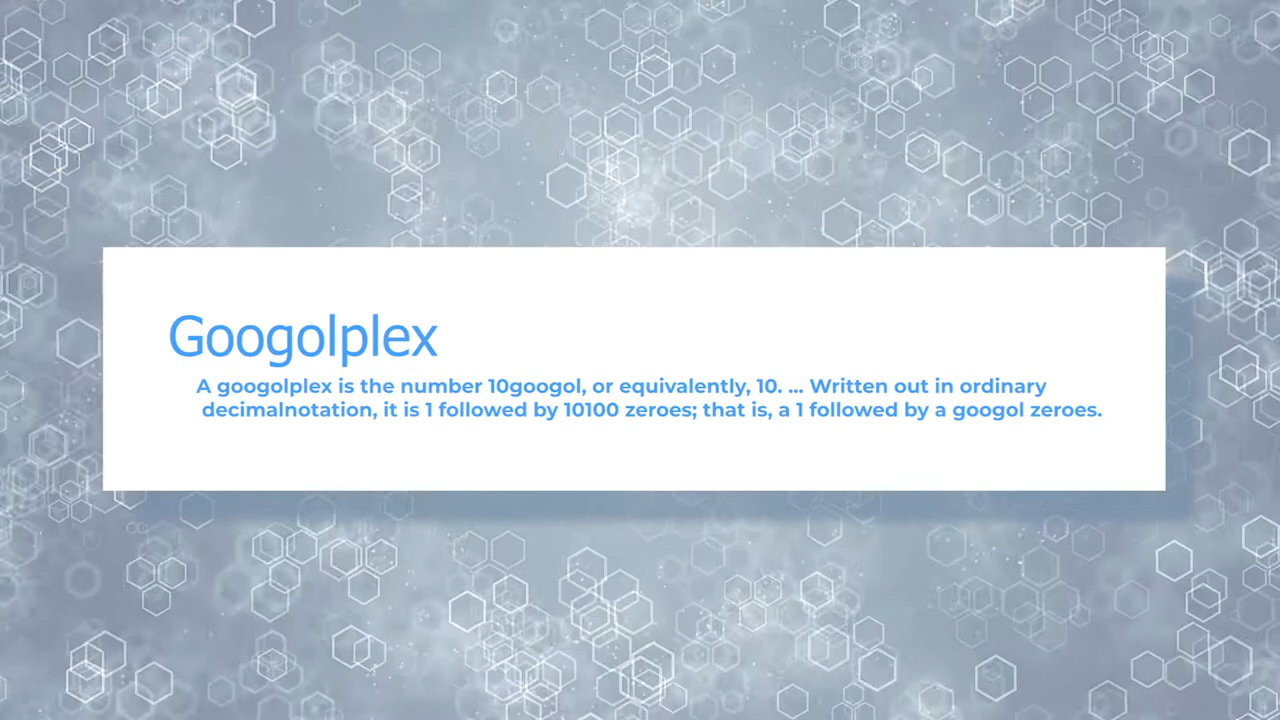 Googolplex
A googolplex is the number 10googol, or equivalently, 10. ... Written out in ordinary
decimalnotation, it is 1 followed by 10100 zeroes; that is, a 1 followed by a googol zeroes.